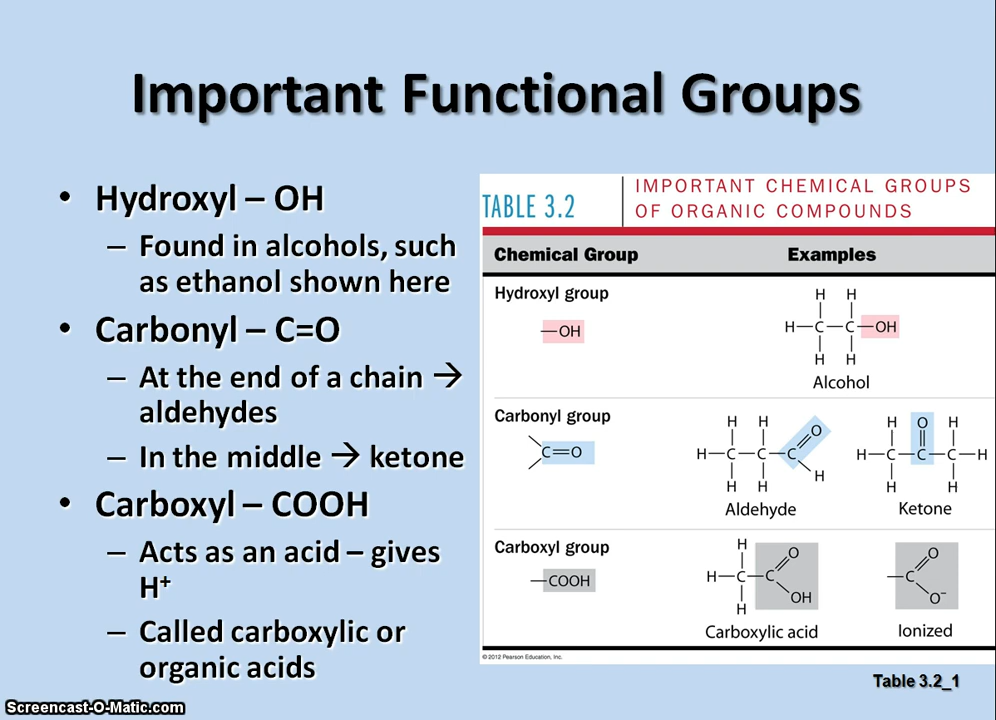 Important Functional Groups
• Hydroxyl – OH
– Found in alcohols, such
as ethanol shown here
• Carbonyl – C=O
– At the end of a chain →
aldehydes
– In the middle → ketone
• Carboxyl – COOH
– Acts as an acid – gives
H⁺
– Called carboxylic or
organic acids
TABLE 3.2
IMPORTANT CHEMICAL GROUPS
OF ORGANIC COMPOUNDS
Chemical Group Examples
Hydroxyl group
—OH
H H
H—C—C—OH
H H
Alcohol
Carbonyl group
C=O
H H O
H—C—C—C
H H H
Aldehyde
H O H
H—C—C—C—H
H H
Ketone
Carboxyl group
—COOH
H O
H—C—C
H OH
Carboxylic acid
O
—C
O⁻
Ionized
© 2012 Pearson Education, Inc.
Table 3.2_1
Screencast-O-Matic.com